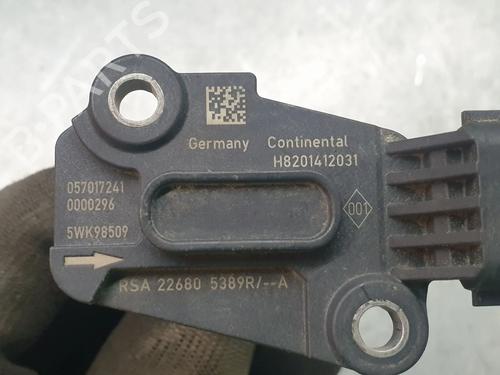 Germany Continental
H8201412031
057017241
0000296
001
5WK98509
RSA 22680 5389R/--A